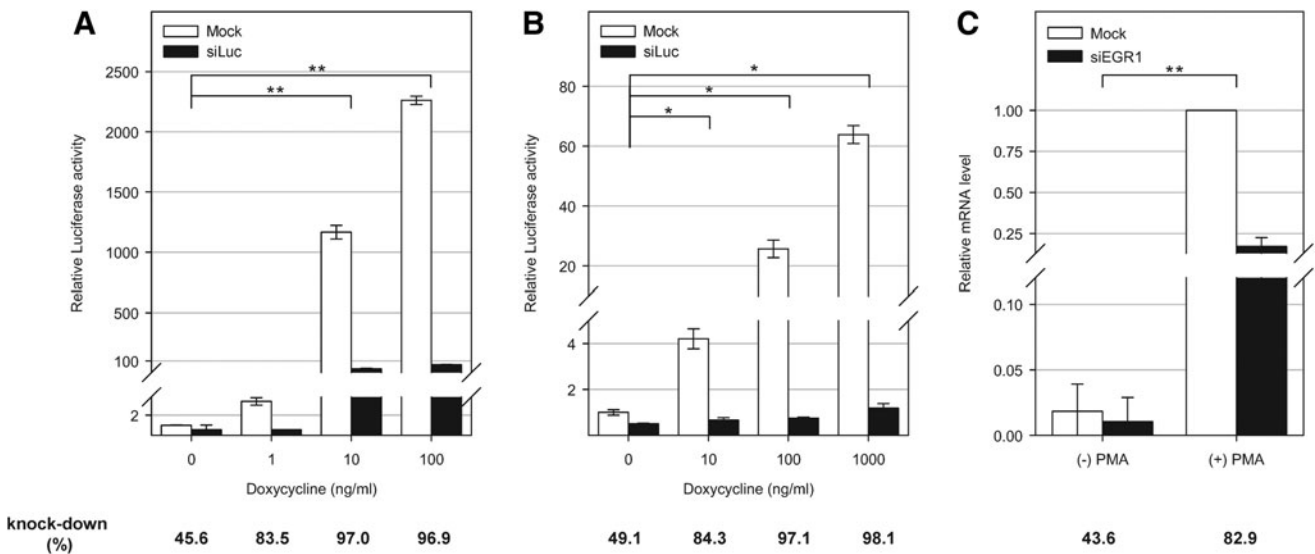 A
Mock
siLuc
**
**
2500
2000
1500
1000
500
100
2
Relative Luciferase activity
0 1 10 100
Doxycycline (ng/ml)
B
Mock
siLuc
*
*
*
80
60
40
20
4
2
Relative Luciferase activity
0 10 100 1000
Doxycycline (ng/ml)
C
Mock
siEGR1
**
1.00
0.75
0.50
0.25
0.10
0.05
0.00
Relative mRNA level
(-) PMA (+) PMA
knock-down
(%)
45.6 83.5 97.0 96.9 49.1 84.3 97.1 98.1 43.6 82.9